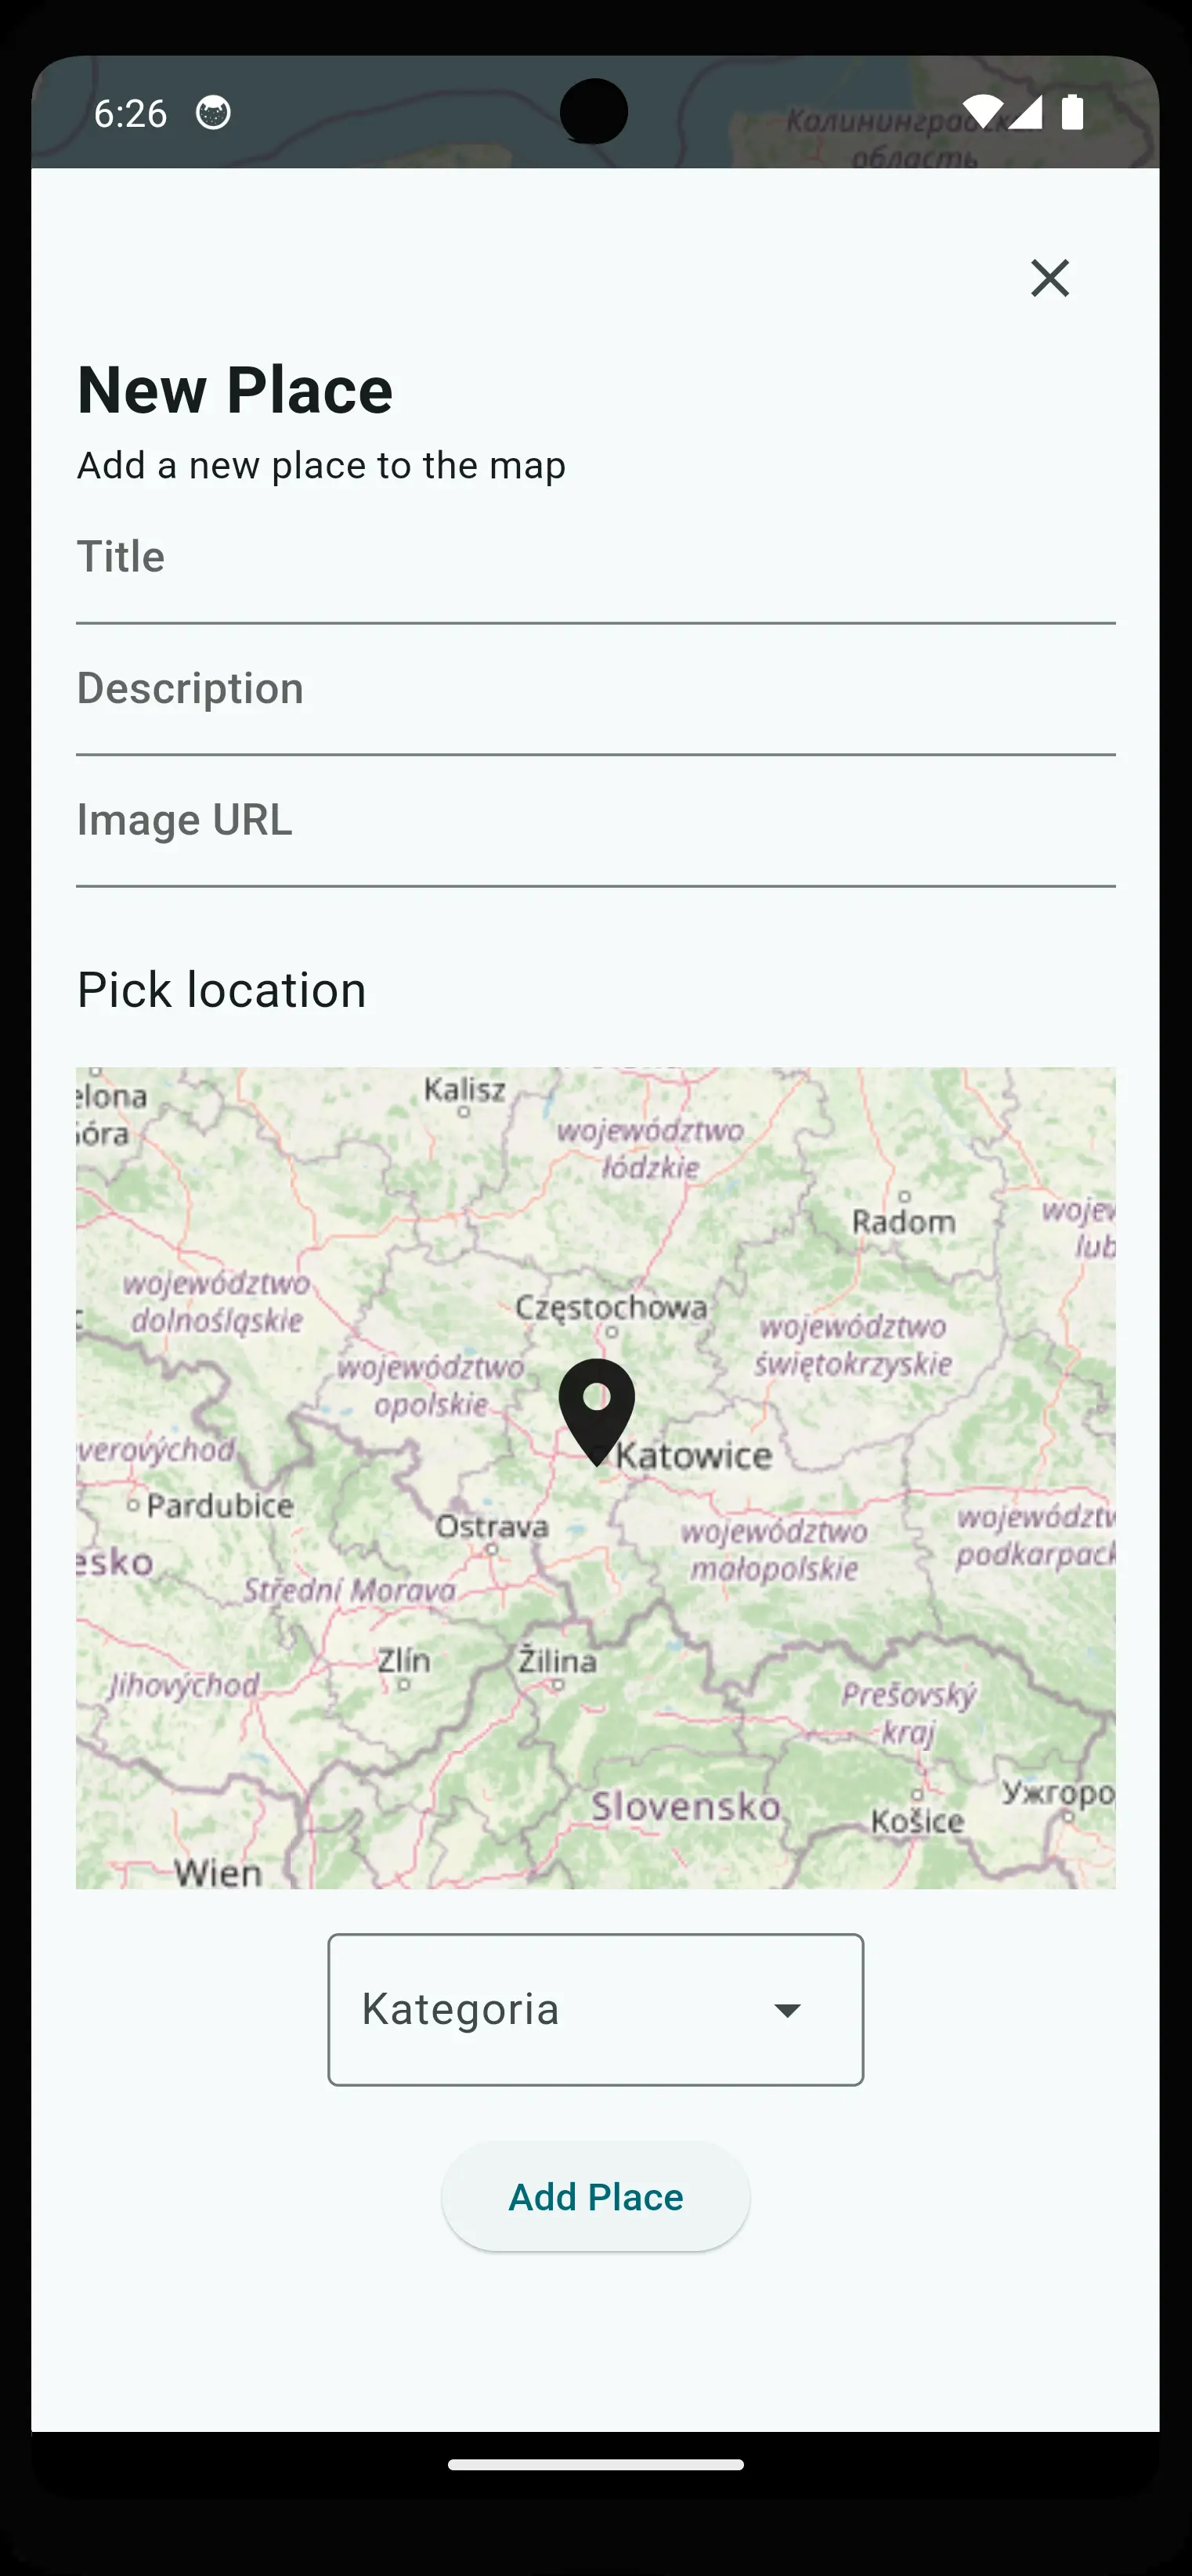 6:26
область
New Place
Add a new place to the map
Title
Description
Image URL
Pick location
elona
Kalisz
óra
województwo
łódzkie
Radom
wojew
lub
województwo
dolnośląskie
Częstochowa
województwo
świętokrzyskie
województwo
opolskie
verovýchod
Katowice
Pardubice
Ostrava
województwo
małopolskie
województw
podkarpack
esko
Střední Morava
Zlín
Žilina
Jihovýchod
Prešovský
kraj
Slovensko
Košice
Ужгоро
Wien
Kategoria
Add Place